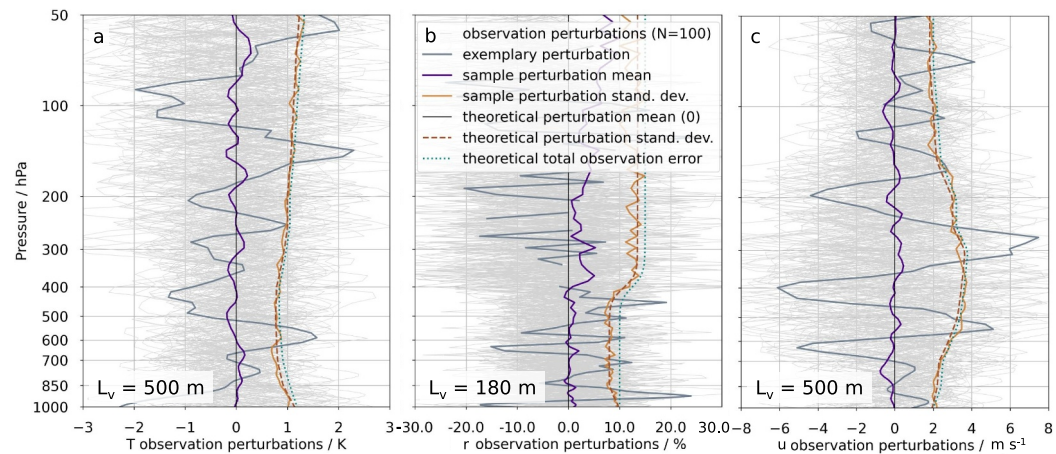 a
b
c
observation perturbations (N=100)
exemplary perturbation
sample perturbation mean
sample perturbation stand. dev.
theoretical perturbation mean (0)
theoretical perturbation stand. dev.
theoretical total observation error
Pressure / hPa
50
100
200
300
400
500
600
700
850
1000
Lᵥ = 500 m
Lᵥ = 180 m
Lᵥ = 500 m
−3 −2 −1 0 1 2 3
-30.0 -20.0 -10.0 0.0 10.0 20.0 30.0
−8 −6 −4 −2 0 2 4 6 8
T observation perturbations / K
r observation perturbations / %
u observation perturbations / m s⁻¹